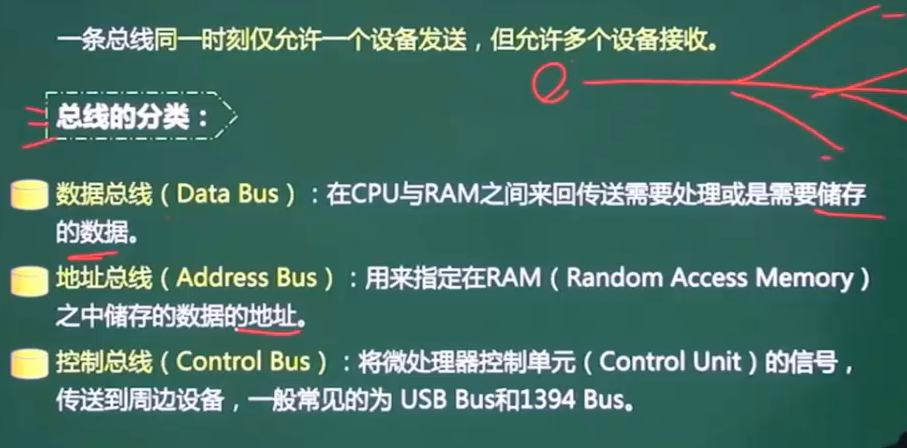 一条总线同一时刻仅允许一个设备发送，但允许多个设备接收。
总线的分类：
数据总线（Data Bus）：在CPU与RAM之间来回传送需要处理或是需要储存
的数据。
地址总线（Address Bus）：用来指定在RAM（Random Access Memory）
之中储存的数据的地址。
控制总线（Control Bus）：将微处理器控制单元（Control Unit）的信号，
传送到周边设备，一般常见的为 USB Bus和1394 Bus。